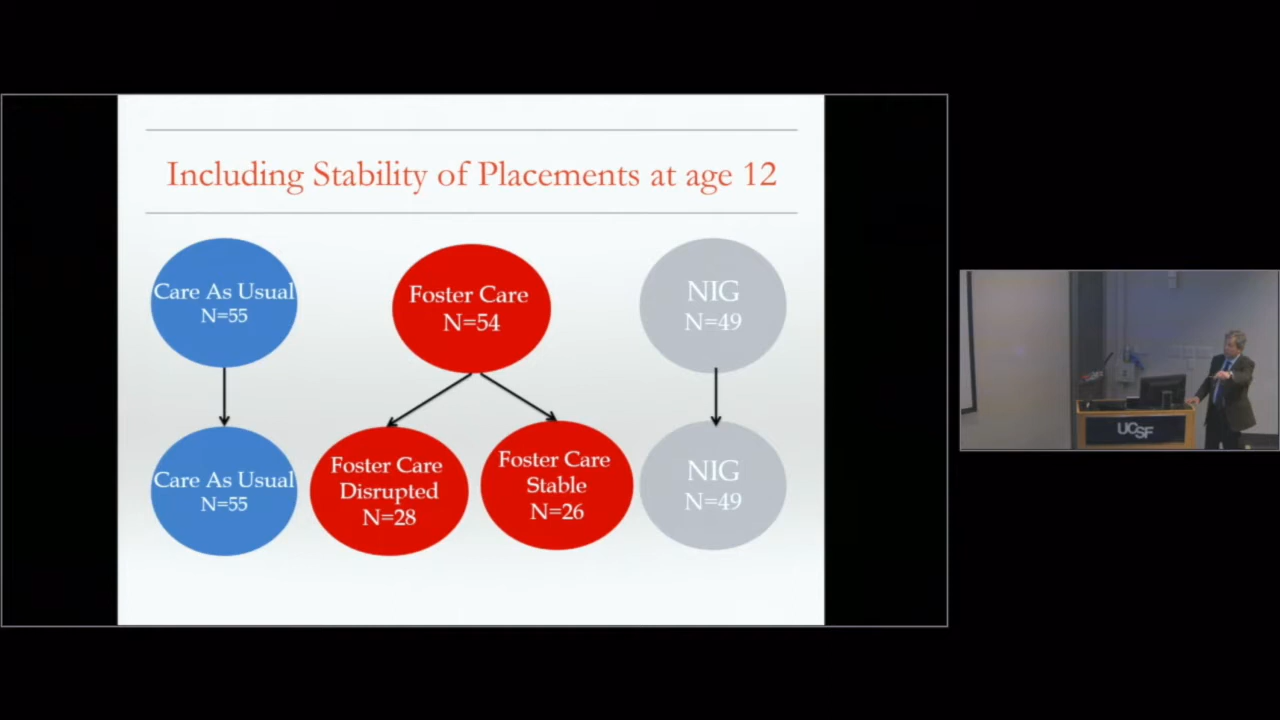 Including Stability of Placements at age 12
Care As Usual
N=55
Foster Care
N=54
NIG
N=49
Care As Usual
N=55
Foster Care
Disrupted
N=28
Foster Care
Stable
N=26
NIG
N=49
UCSF